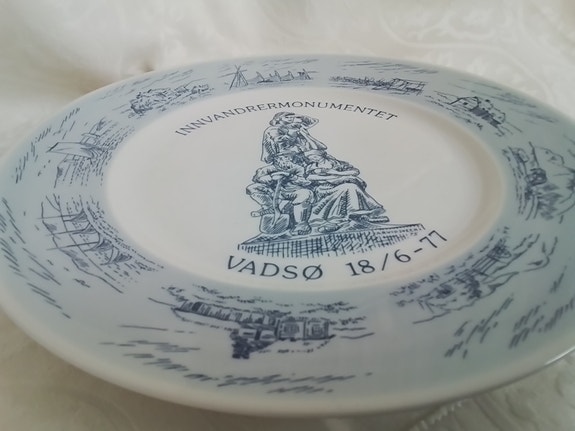 INNVANDRERMONUMENTET
VADSØ 18/6-77